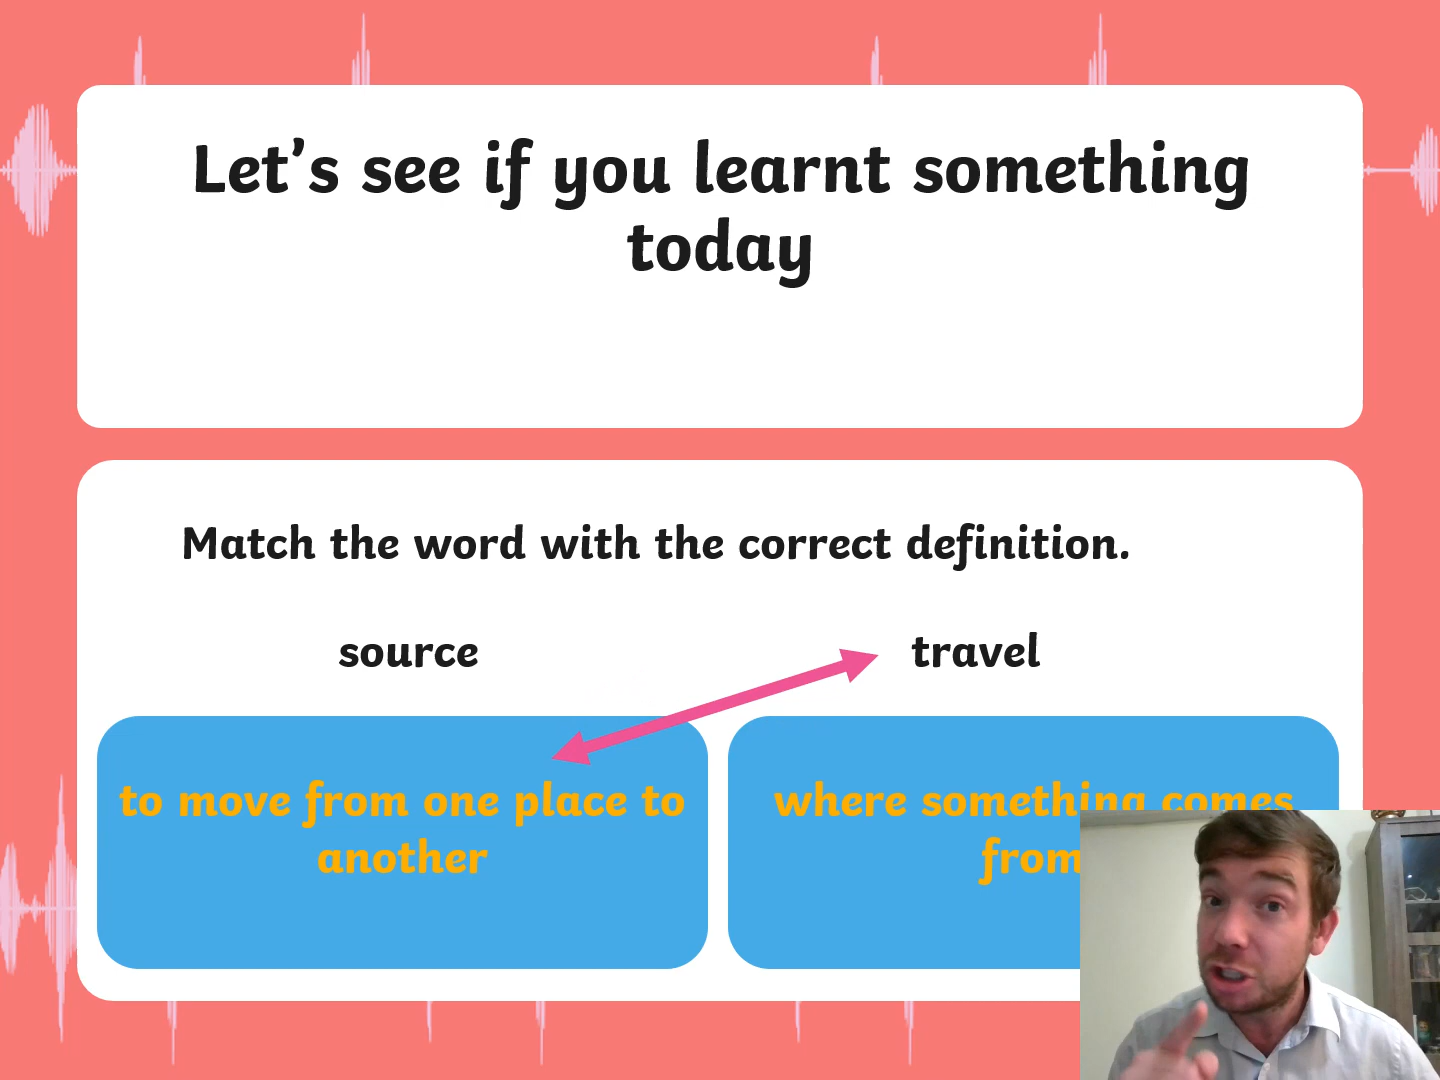 Let’s see if you learnt something
today
Match the word with the correct definition.
source
travel
to move from one place to
another
where something comes
from